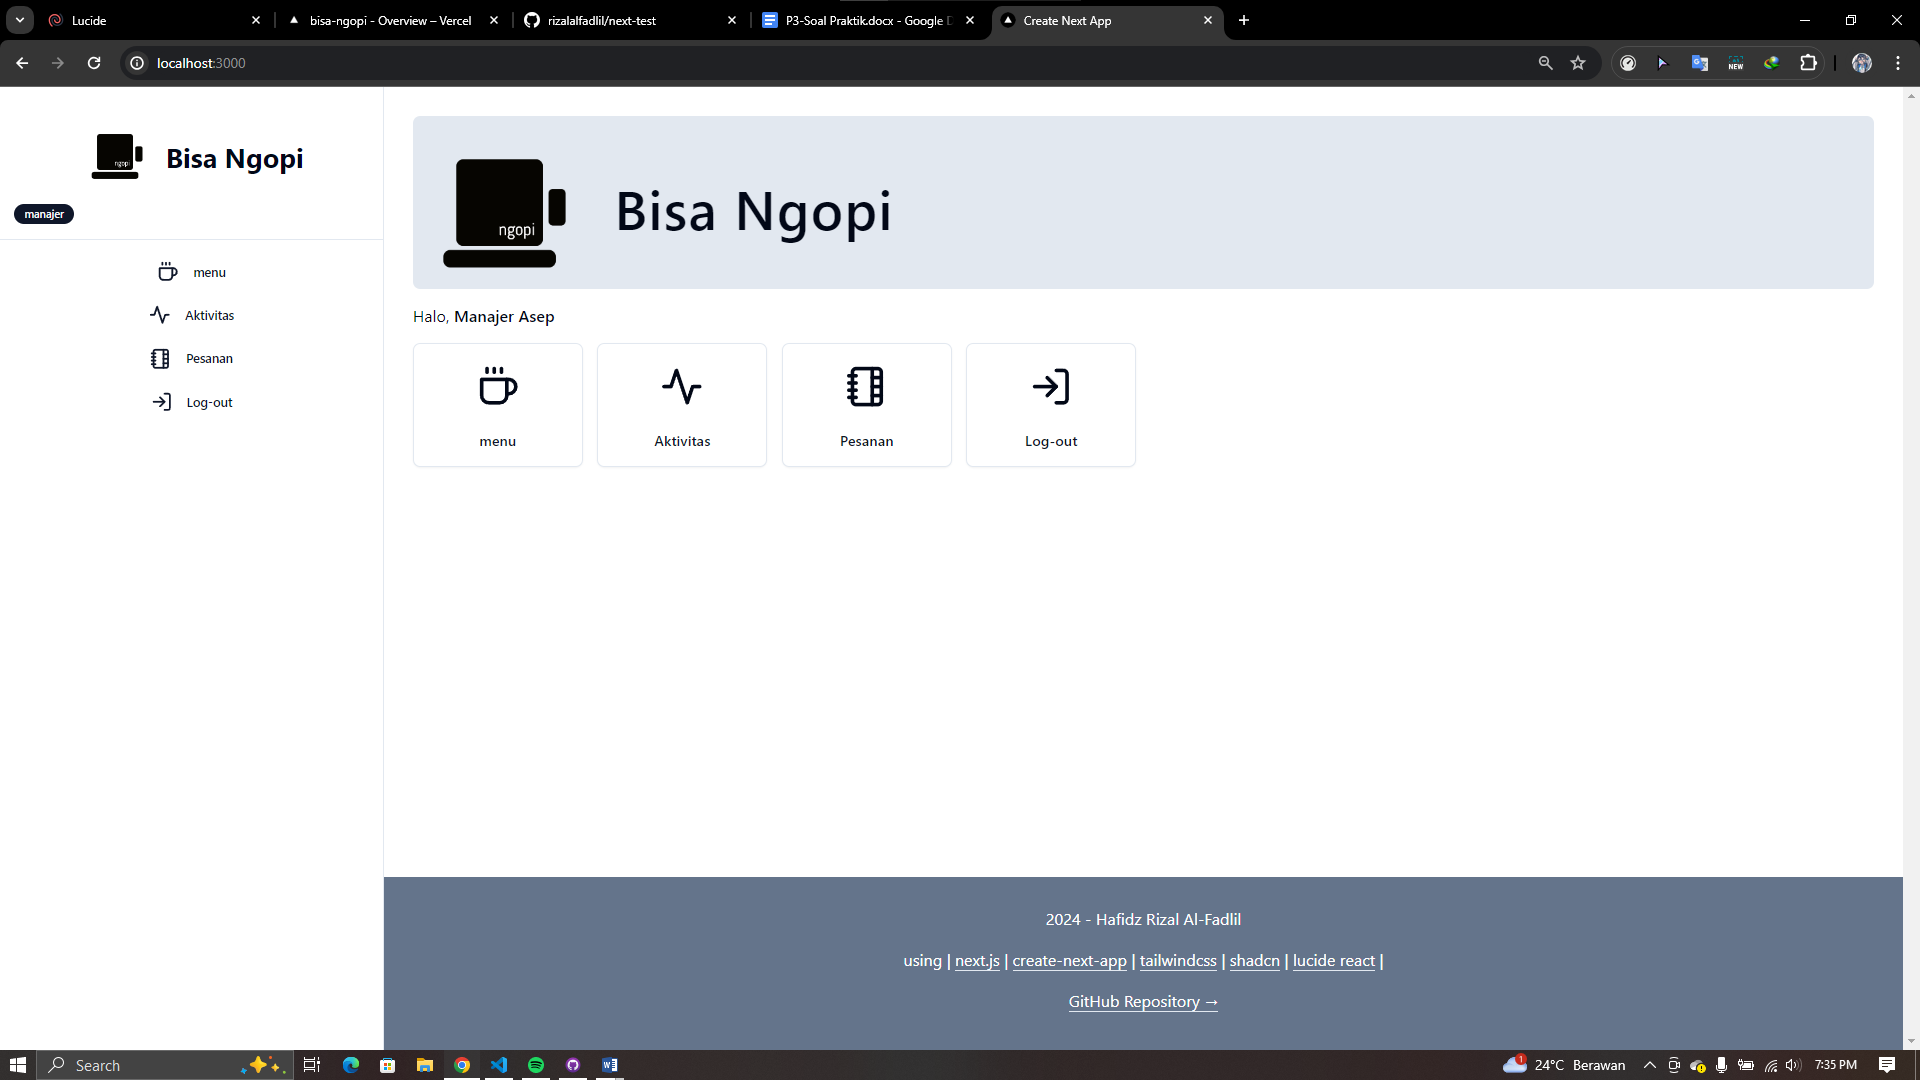 Lucide
bisa-ngopi - Overview – Vercel
rizalalfadlil/next-test
P3-Soal Praktik.docx - Google D
Create Next App
localhost:3000
NEW
ngopi
Bisa Ngopi
manajer
menu
Aktivitas
Pesanan
Log-out
ngopi
Bisa Ngopi
Halo, Manajer Asep
menu
Aktivitas
Pesanan
Log-out
2024 - Hafidz Rizal Al-Fadlil
using | next.js | create-next-app | tailwindcss | shadcn | lucide react |
GitHub Repository →
Search
1
24°C Berawan
7:35 PM